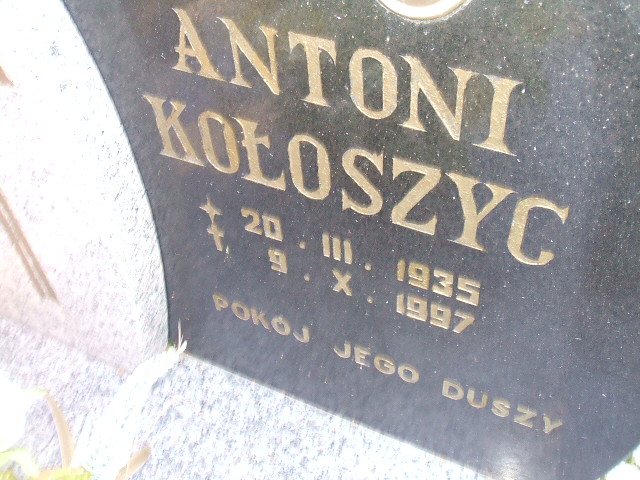 ANTONI
KOŁOSZYC
★ 20 . III . 1935
✝ 9 . X . 1997
POKÓJ JEGO DUSZY